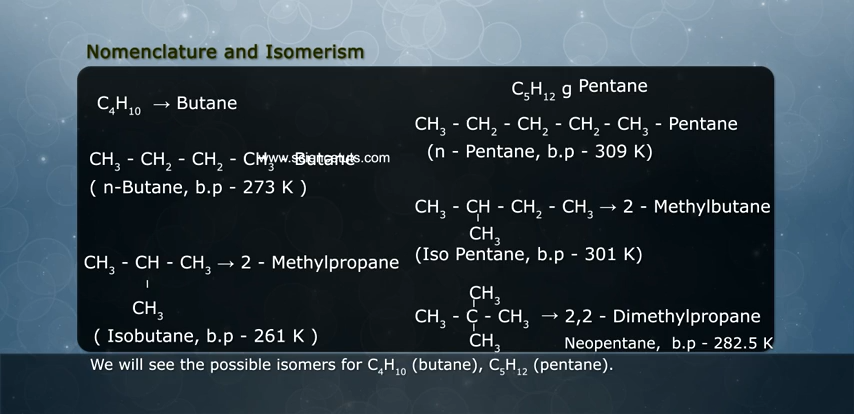 Nomenclature and Isomerism
C₄H₁₀ → Butane
CH₃ - CH₂ - CH₂ - CH₃ - Butane
www.sciencetuts.com
( n-Butane, b.p - 273 K )
CH₃ - CH - CH₃ → 2 - Methylpropane
CH₃
( Isobutane, b.p - 261 K )
C₅H₁₂ g Pentane
CH₃ - CH₂ - CH₂ - CH₂ - CH₃ - Pentane
(n - Pentane, b.p - 309 K)
CH₃ - CH - CH₂ - CH₃ → 2 - Methylbutane
CH₃
(Iso Pentane, b.p - 301 K)
CH₃
CH₃ - C - CH₃ → 2,2 - Dimethylpropane
CH₃
Neopentane, b.p - 282.5 K
We will see the possible isomers for C₄H₁₀ (butane), C₅H₁₂ (pentane).